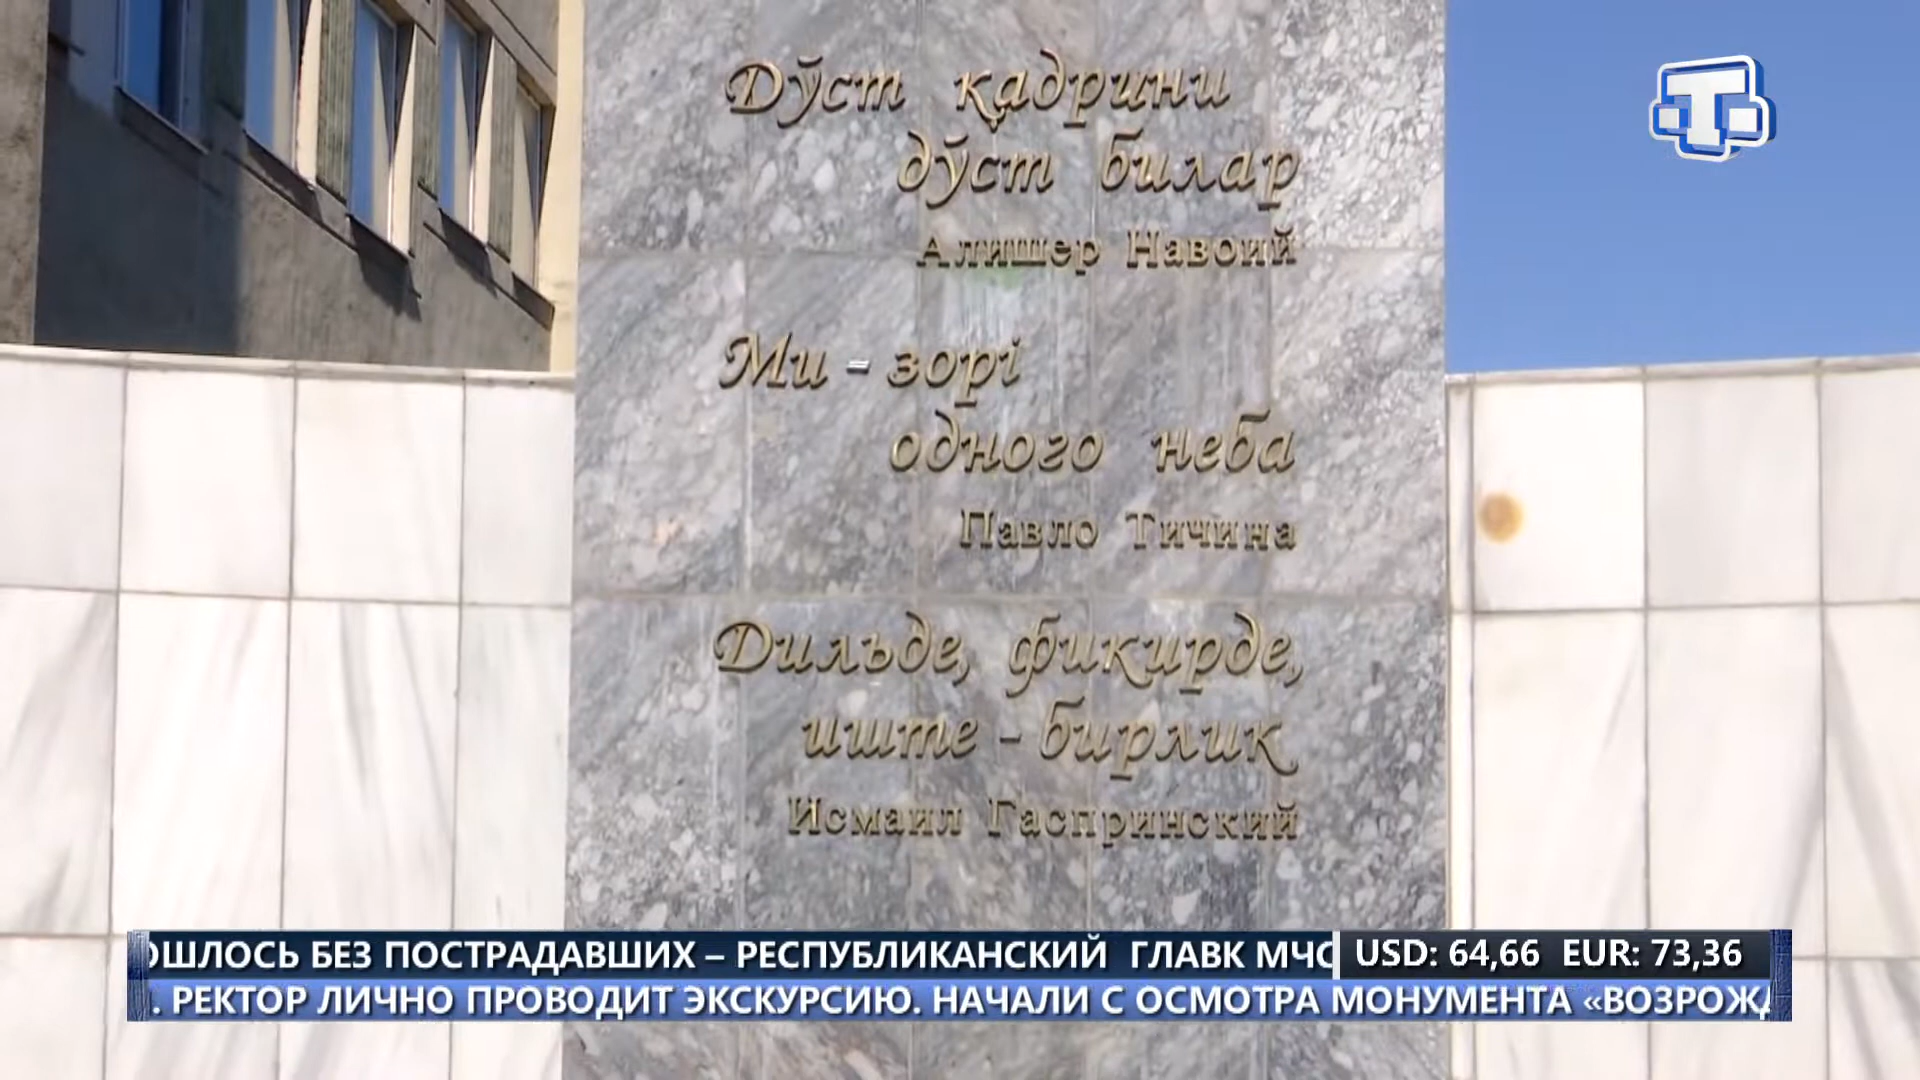 Дўст қадрини
дўст билар
Алишер Навоий
Ми - зорі
одного неба
Павло Тичина
Дильде, фикирде,
иште - бирлик
Исмаил Гаспринский
Т
ОШЛОСЬ БЕЗ ПОСТРАДАВШИХ – РЕСПУБЛИКАНСКИЙ ГЛАВК МЧС
USD: 64,66 EUR: 73,36
. РЕКТОР ЛИЧНО ПРОВОДИТ ЭКСКУРСИЮ. НАЧАЛИ С ОСМОТРА МОНУМЕНТА «ВОЗРОЖД